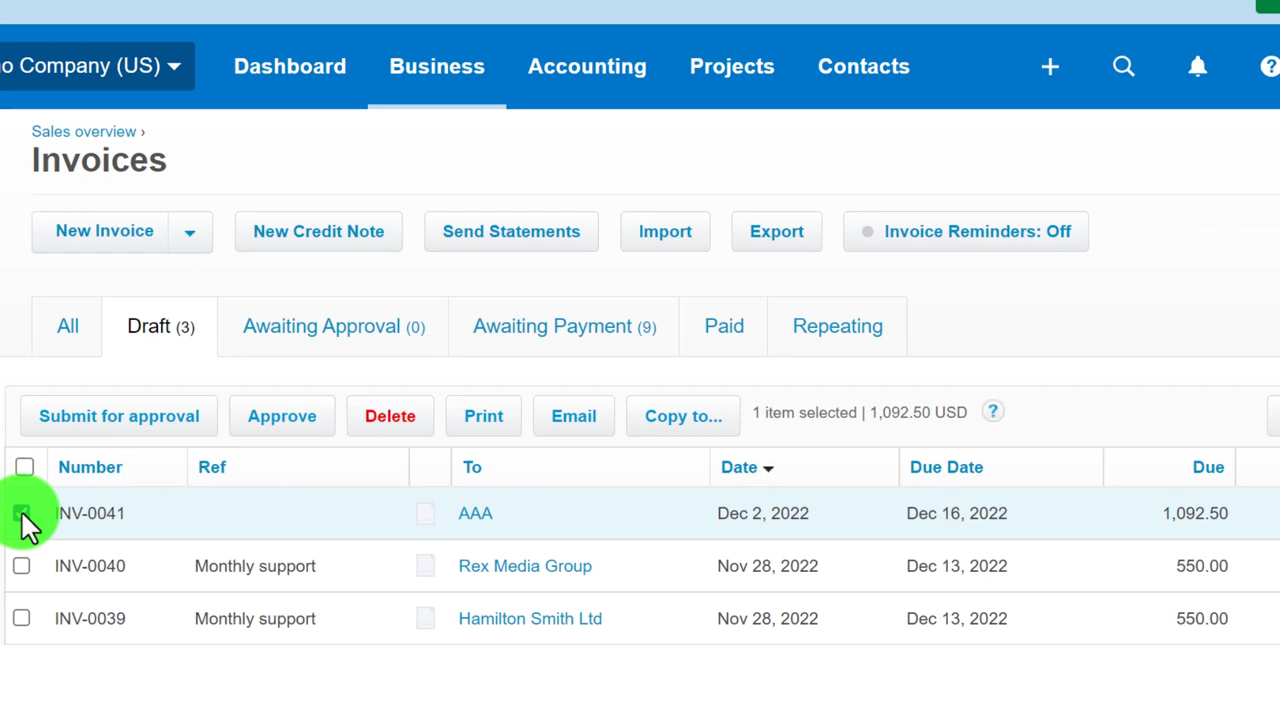 o Company (US) Dashboard Business Accounting Projects Contacts + ?
Sales overview ›
Invoices
New Invoice New Credit Note Send Statements Import Export Invoice Reminders: Off
All Draft (3) Awaiting Approval (0) Awaiting Payment (9) Paid Repeating
Submit for approval Approve Delete Print Email Copy to... 1 item selected | 1,092.50 USD ?
Number Ref To Date Due Date Due
INV-0041 AAA Dec 2, 2022 Dec 16, 2022 1,092.50
INV-0040 Monthly support Rex Media Group Nov 28, 2022 Dec 13, 2022 550.00
INV-0039 Monthly support Hamilton Smith Ltd Nov 28, 2022 Dec 13, 2022 550.00